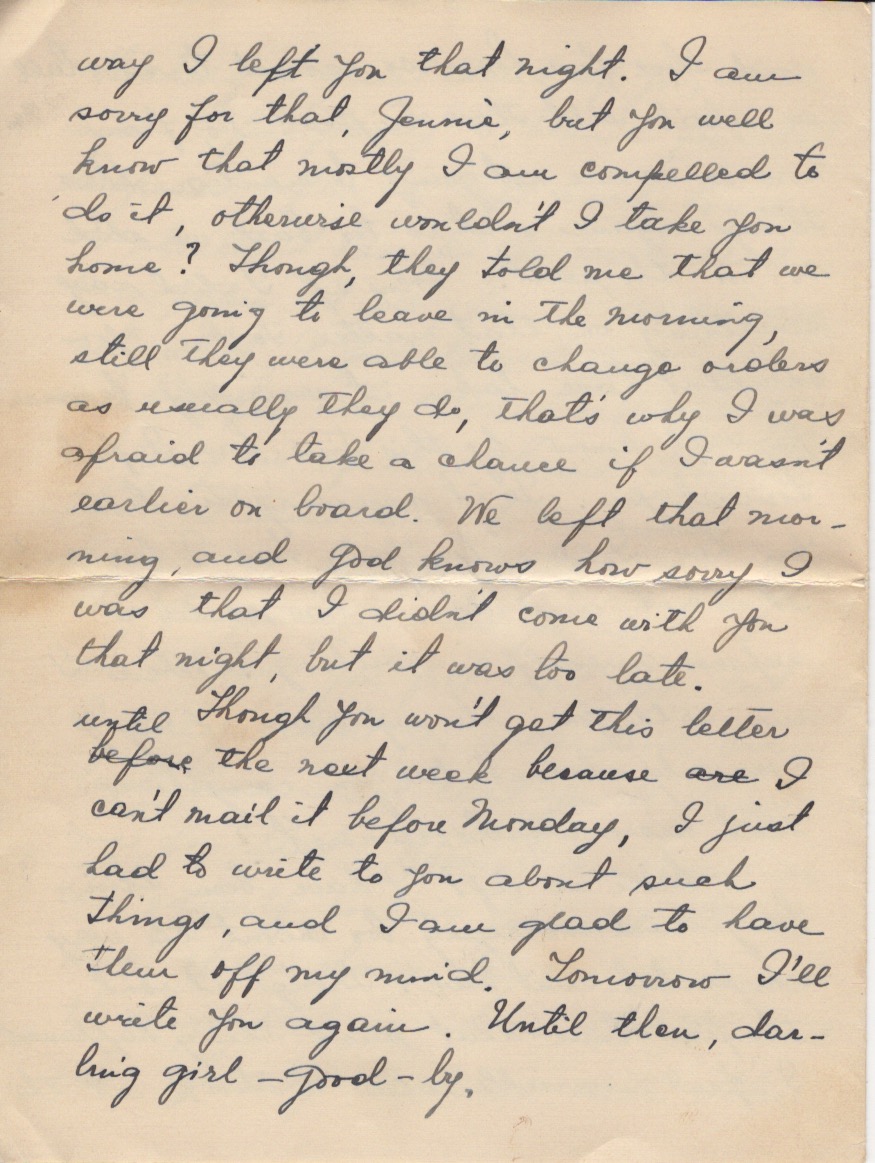 way I left you that night. I am
sorry for that, Jennie, but you well
know that mostly I am compelled to
do it, otherwise wouldn't I take you
home? Though, they told me that we
were going to leave in the morning,
still they were able to change orders
as usually they do, that's why I was
afraid to take a chance if I wasn't
earlier on board. We left that mor-
ning, and God knows how sorry I
was that I didn't come with you
that night, but it was too late.
until Though you won't get this letter
before the next week because are I
can't mail it before Monday, I just
had to write to you about such
things, and I am glad to have
them off my mind. Tomorrow I'll
write you again. Until then, dar-
ling girl – good-by.